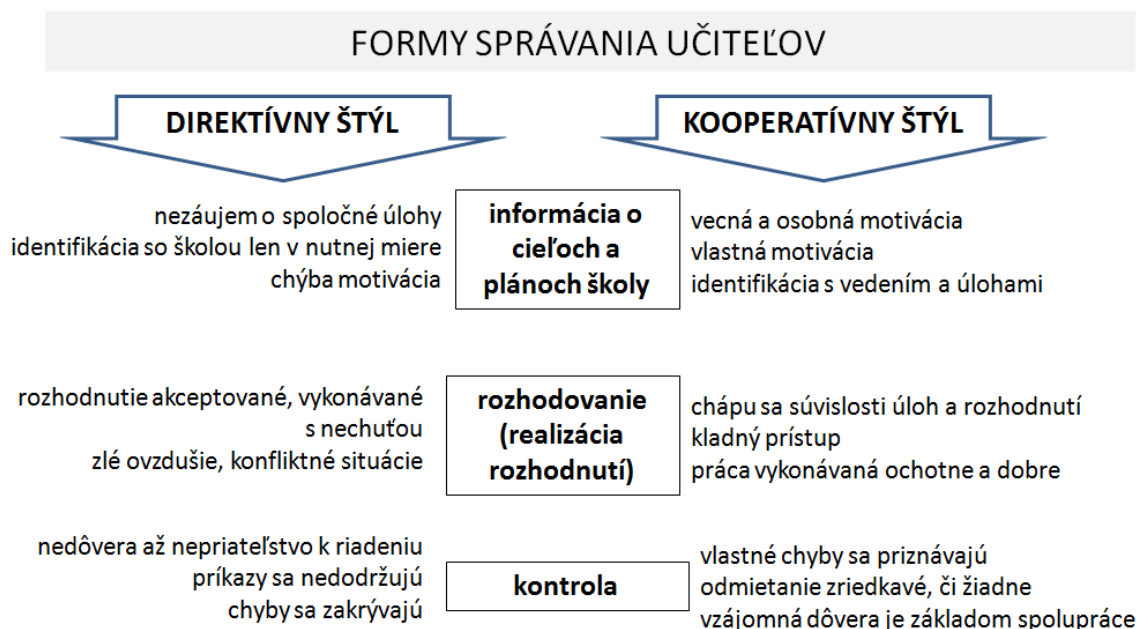 FORMY SPRÁVANIA UČITEĽOV
DIREKTÍVNY ŠTÝL
KOOPERATÍVNY ŠTÝL
nezáujem o spoločné úlohy
identifikácia so školou len v nutnej miere
chýba motivácia
informácia o
cieľoch a
plánoch školy
vecná a osobná motivácia
vlastná motivácia
identifikácia s vedením a úlohami
rozhodnutie akceptované, vykonávané
s nechuťou
zlé ovzdušie, konfliktné situácie
rozhodovanie
(realizácia
rozhodnutí)
chápu sa súvislosti úloh a rozhodnutí
kladný prístup
práca vykonávaná ochotne a dobre
nedôvera až nepriateľstvo k riadeniu
príkazy sa nedodržujú
chyby sa zakrývajú
kontrola
vlastné chyby sa priznávajú
odmietanie zriedkavé, či žiadne
vzájomná dôvera je základom spolupráce